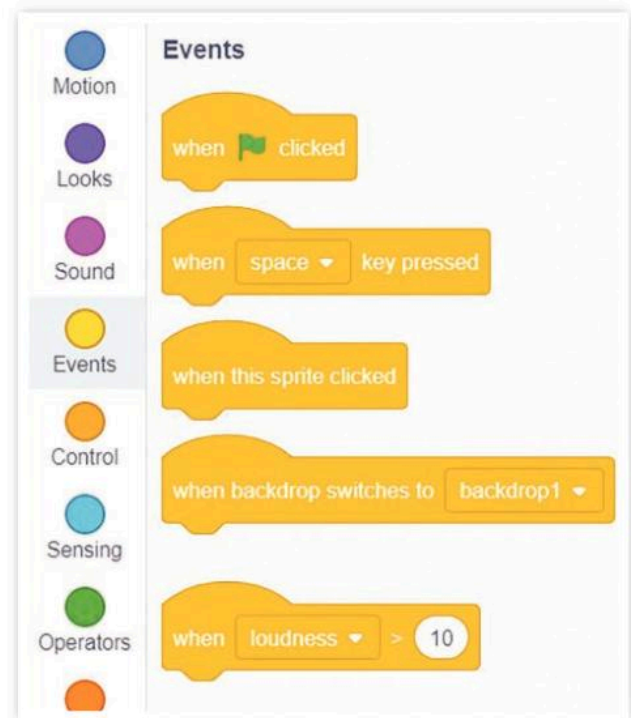 Motion
Looks
Sound
Events
Control
Sensing
Operators
Events
when clicked
when space key pressed
when this sprite clicked
when backdrop switches to backdrop1
when loudness > 10